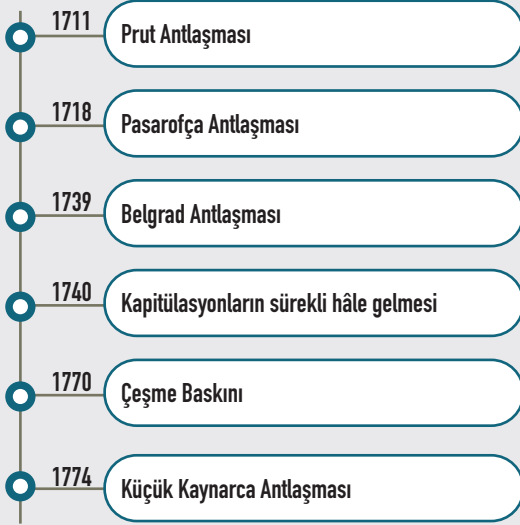 1711 Prut Antlaşması
1718 Pasarofça Antlaşması
1739 Belgrad Antlaşması
1740 Kapitülasyonların sürekli hâle gelmesi
1770 Çeşme Baskını
1774 Küçük Kaynarca Antlaşması